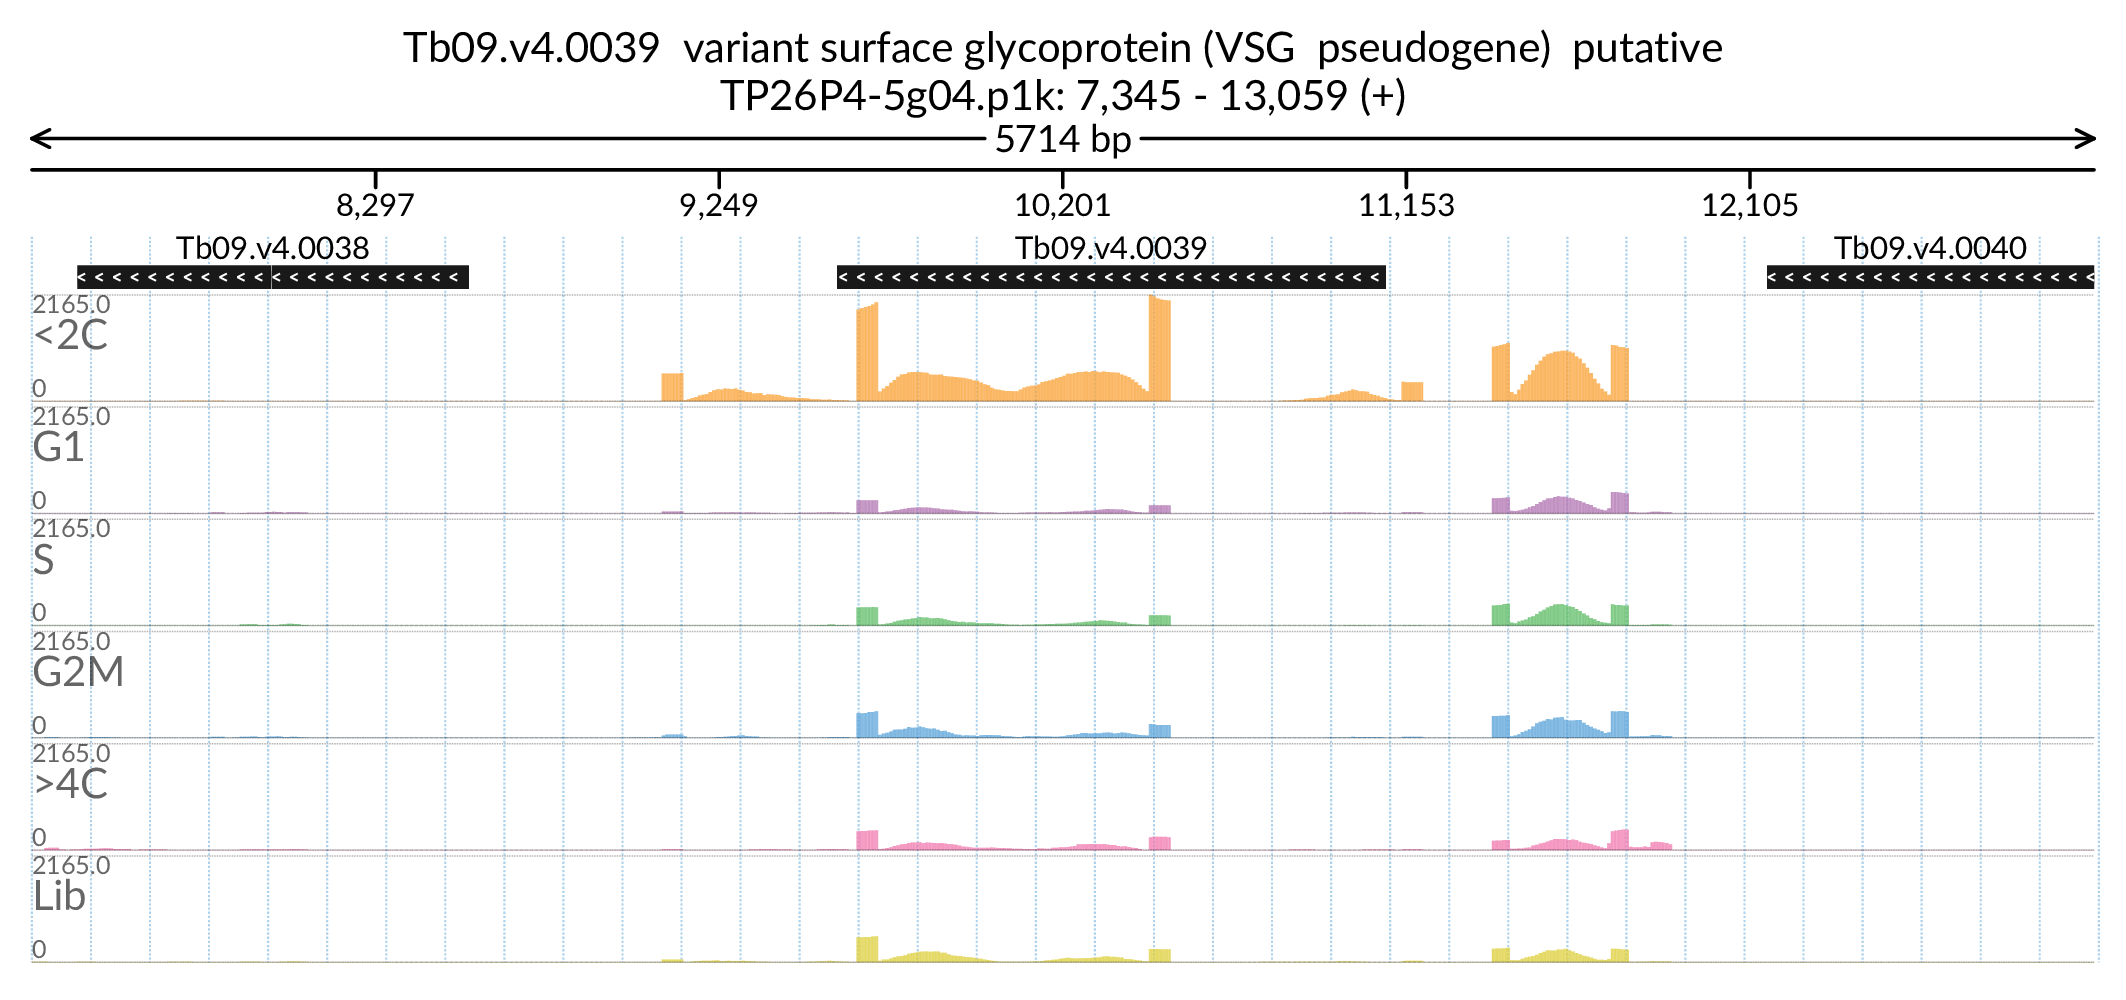 Tb09.v4.0039  variant surface glycoprotein (VSG  pseudogene)  putative
TP26P4-5g04.p1k: 7,345 - 13,059 (+)
5714 bp
8,297 9,249 10,201 11,153 12,105
Tb09.v4.0038 Tb09.v4.0039 Tb09.v4.0040
2165.0
<2C
0
2165.0
G1
0
2165.0
S
0
2165.0
G2M
0
2165.0
>4C
0
2165.0
Lib
0